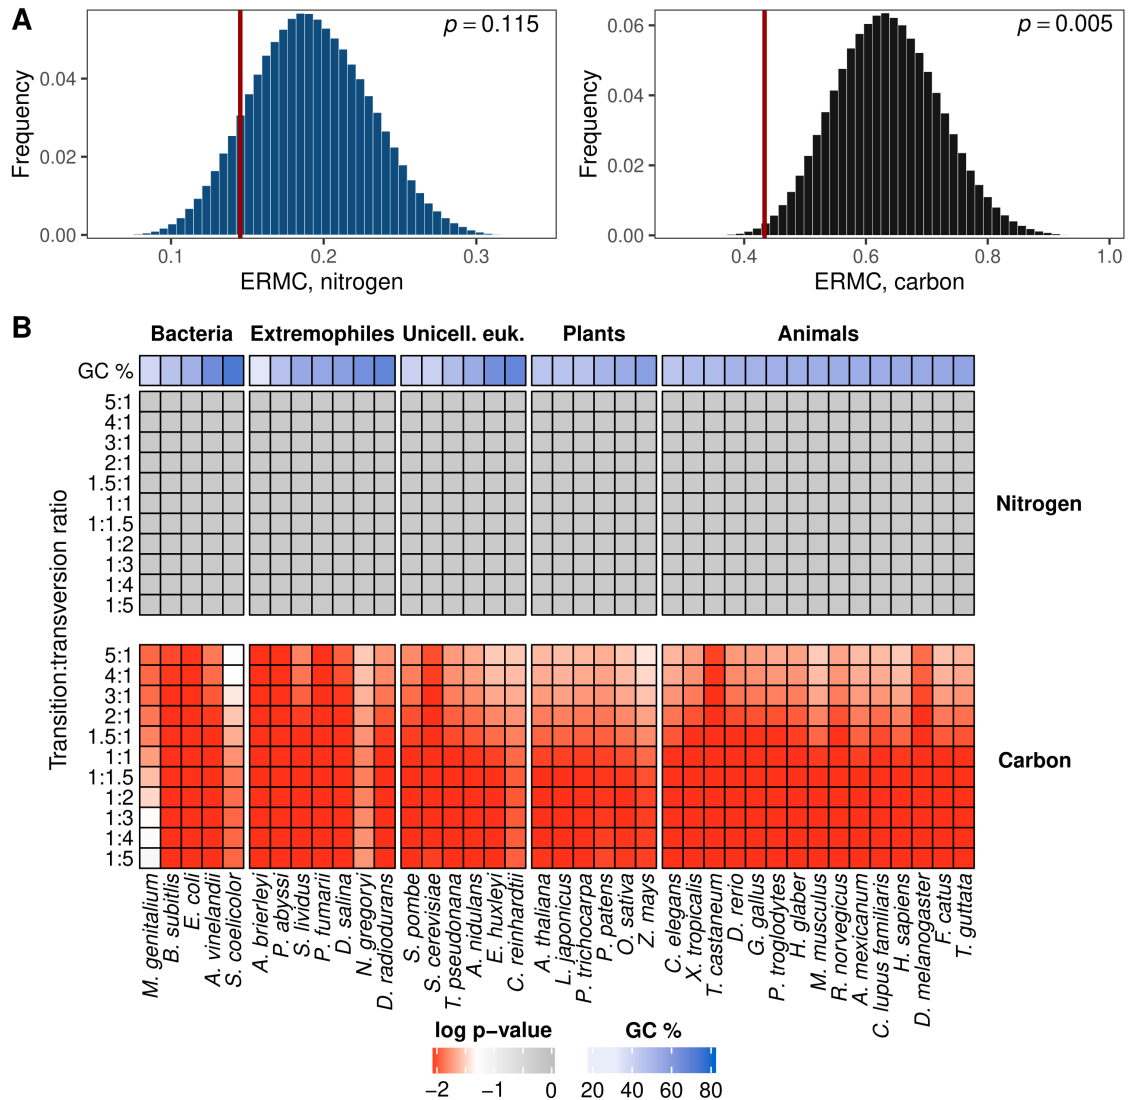 A
p = 0.115
Frequency
0.04
0.02
0.00
0.1 0.2 0.3
ERMC, nitrogen
p = 0.005
Frequency
0.06
0.04
0.02
0.00
0.4 0.6 0.8 1.0
ERMC, carbon
B
Bacteria Extremophiles Unicell. euk. Plants Animals
GC %
Transition:transversion ratio
5:1
4:1
3:1
2:1
1.5:1
1:1
1:1.5
1:2
1:3
1:4
1:5
Nitrogen
5:1
4:1
3:1
2:1
1.5:1
1:1
1:1.5
1:2
1:3
1:4
1:5
Carbon
M. genitalium
B. subitlis
E. coli
A. vinelandii
S. coelicolor
A. brierleyi
P. abyssi
S. lividus
P. fumarii
D. salina
N. gregoryi
D. radiodurans
S. pombe
S. cerevisiae
T. pseudonana
A. nidulans
E. huxleyi
C. reinhardtii
A. thaliana
L. japonicus
P. trichocarpa
P. patens
O. sativa
Z. mays
C. elegans
X. tropicalis
T. castaneum
D. rerio
G. gallus
P. troglodytes
H. glaber
M. musculus
R. norvegicus
A. mexicanum
C. lupus familiaris
H. sapiens
D. melanogaster
F. catus
T. guttata
log p−value
−2 −1 0
GC %
20 40 60 80